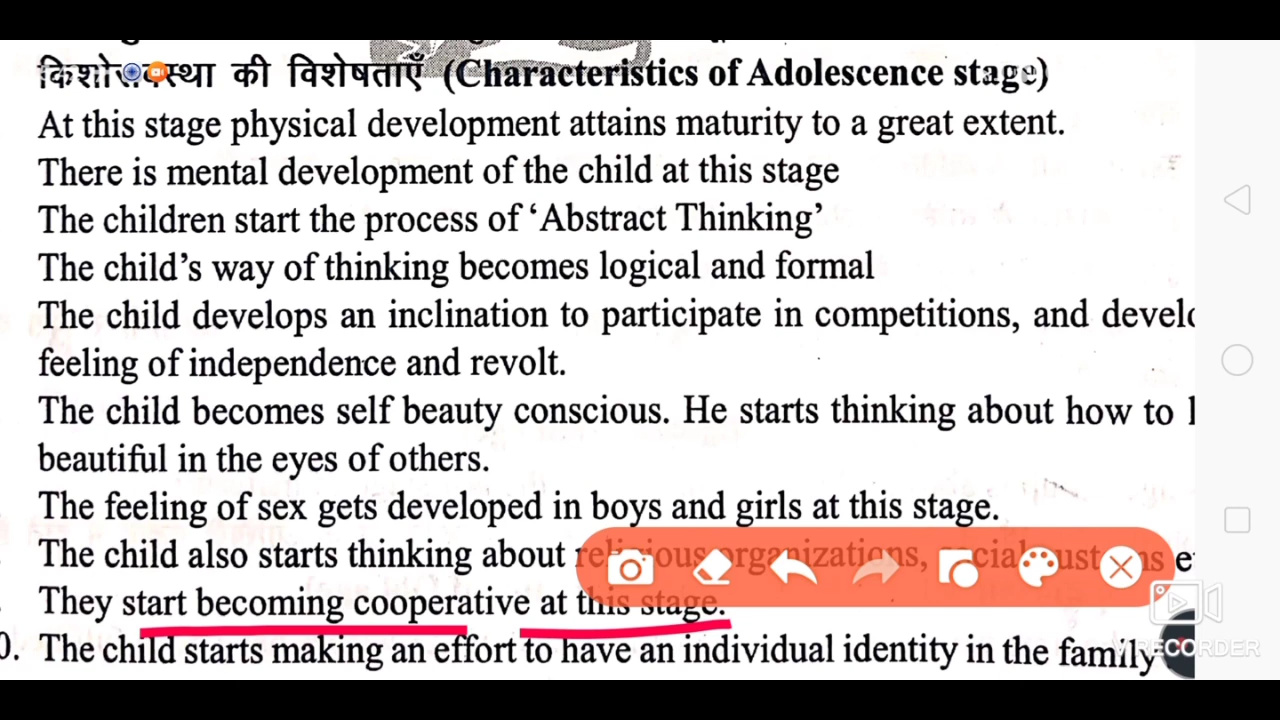 किशोरावस्था की विशेषताएँ (Characteristics of Adolescence stage)
At this stage physical development attains maturity to a great extent.
There is mental development of the child at this stage
The children start the process of ‘Abstract Thinking’
The child’s way of thinking becomes logical and formal
The child develops an inclination to participate in competitions, and
feeling of independence and revolt.
The child becomes self beauty conscious. He starts thinking about how to
beautiful in the eyes of others.
The feeling of sex gets developed in boys and girls at this stage.
The child also starts thinking about religious organizations, social customs
They start becoming cooperative at this stage.
0. The child starts making an effort to have an individual identity in the family
RECORDER